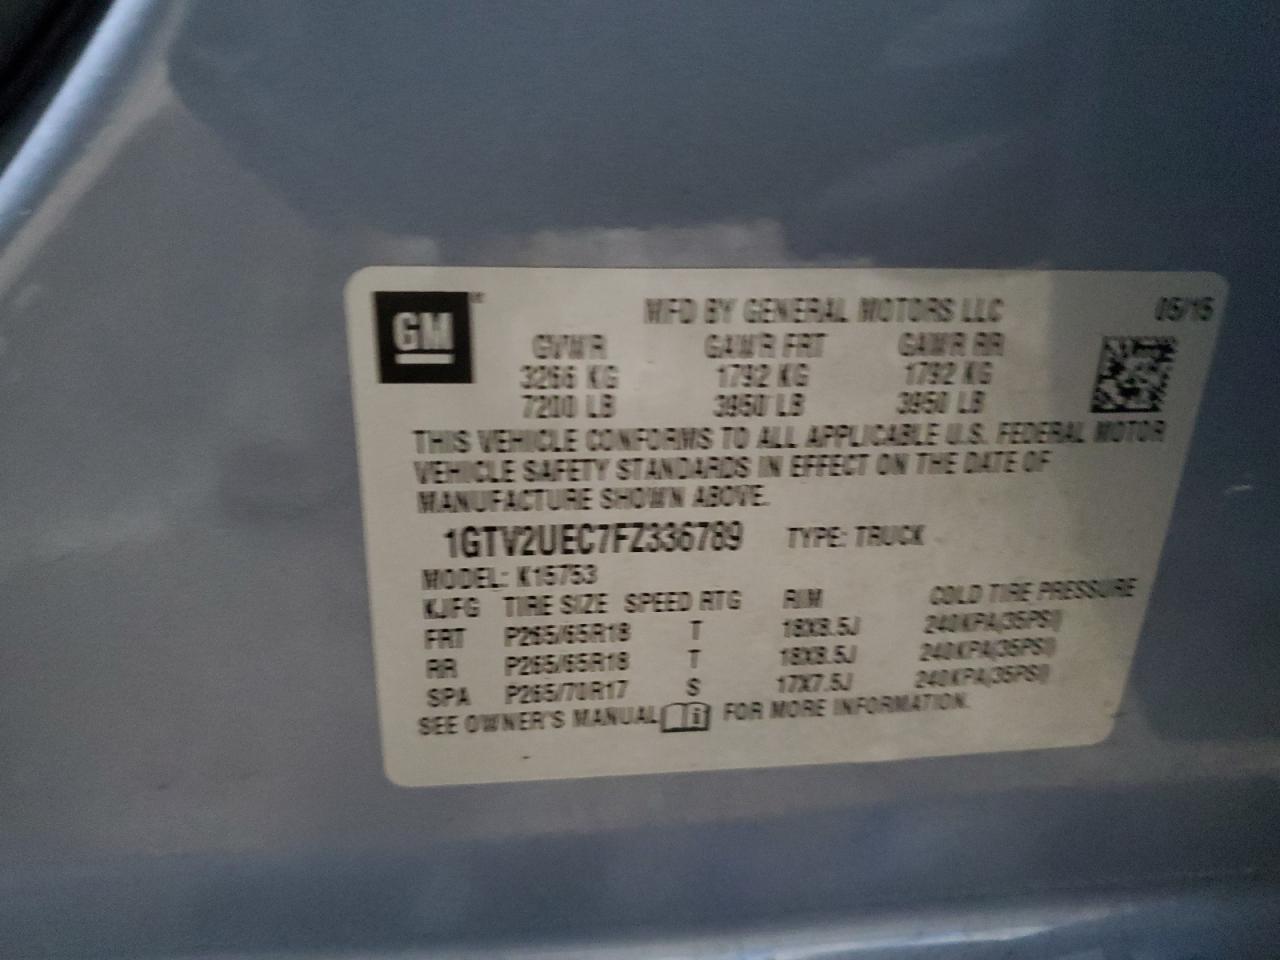 GM
MFD BY GENERAL MOTORS LLC 05/15
GVWR GAWR FRT GAWR RR
3266 KG 1792 KG 1792 KG
7200 LB 3950 LB 3950 LB
THIS VEHICLE CONFORMS TO ALL APPLICABLE U.S. FEDERAL MOTOR
VEHICLE SAFETY STANDARDS IN EFFECT ON THE DATE OF
MANUFACTURE SHOWN ABOVE.
1GTV2UEC7FZ336789 TYPE: TRUCK
MODEL: K15753
KJFG TIRE SIZE SPEED RTG RIM COLD TIRE PRESSURE
FRT P265/65R18 T 18X8.5J 240KPA(35PSI)
RR P265/65R18 T 18X8.5J 240KPA(35PSI)
SPA P265/70R17 S 17X7.5J 240KPA(35PSI)
SEE OWNER'S MANUAL i FOR MORE INFORMATION.